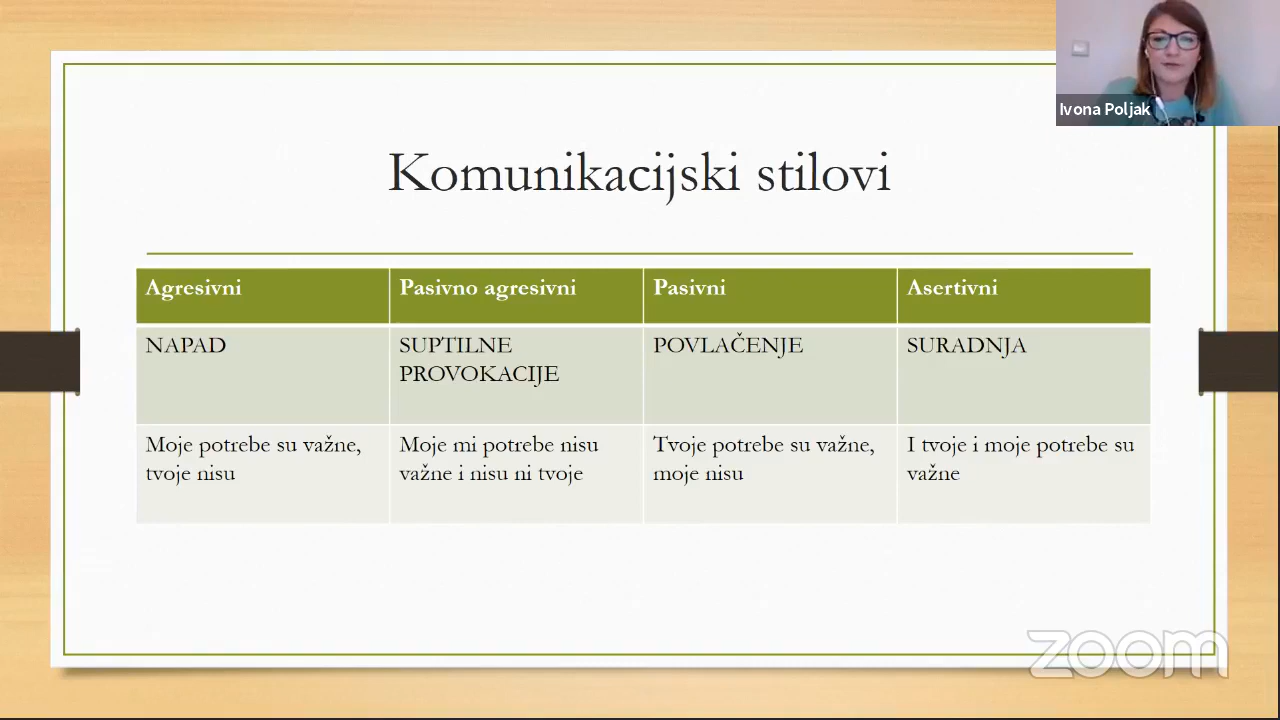 Ivona Poljak
Komunikacijski stilovi
Agresivni
Pasivno agresivni
Pasivni
Asertivni
NAPAD
SUPTILNE
PROVOKACIJE
POVLAČENJE
SURADNJA
Moje potrebe su važne,
tvoje nisu
Moje mi potrebe nisu
važne i nisu ni tvoje
Tvoje potrebe su važne,
moje nisu
I tvoje i moje potrebe su
važne
zoom